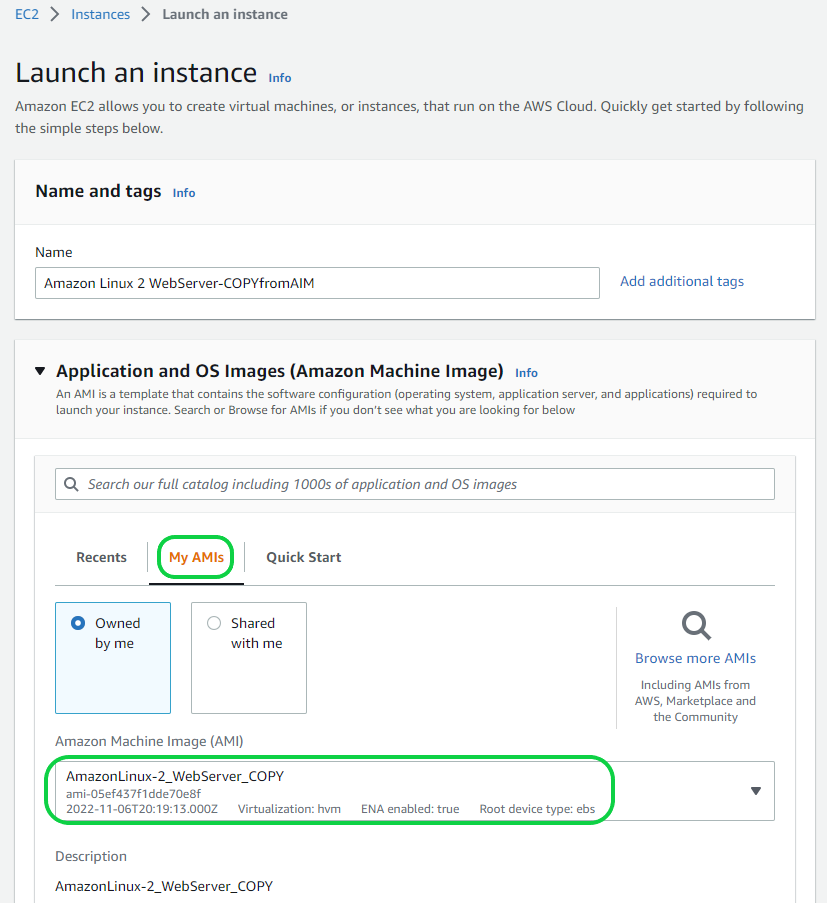 EC2 > Instances > Launch an instance
Launch an instance Info
Amazon EC2 allows you to create virtual machines, or instances, that run on the AWS Cloud. Quickly get started by following
the simple steps below.
Name and tags Info
Name
Amazon Linux 2 WebServer-COPYfromAIM
Add additional tags
Application and OS Images (Amazon Machine Image) Info
An AMI is a template that contains the software configuration (operating system, application server, and applications) required to
launch your instance. Search or Browse for AMIs if you don't see what you are looking for below
Search our full catalog including 1000s of application and OS images
Recents My AMIs Quick Start
Owned
by me
Shared
with me
Browse more AMIs
Including AMIs from
AWS, Marketplace and
the Community
Amazon Machine Image (AMI)
AmazonLinux-2_WebServer_COPY
ami-05ef437f1dde70e8f
2022-11-06T20:19:13.000Z Virtualization: hvm ENA enabled: true Root device type: ebs
Description
AmazonLinux-2_WebServer_COPY